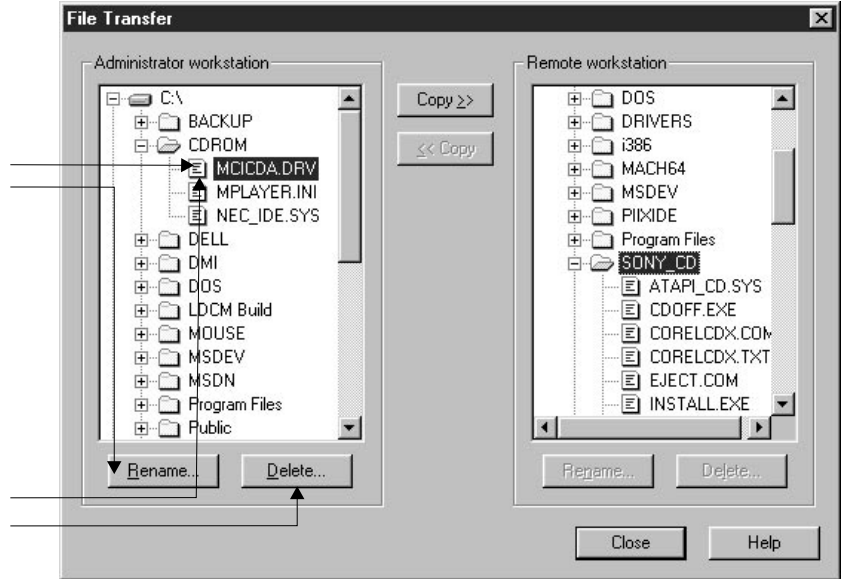 File Transfer
Administrator workstation
C:\
BACKUP
CDROM
MCICDA.DRV
MPLAYER.INI
NEC_IDE.SYS
DELL
DMI
DOS
LDCM Build
MOUSE
MSDEV
MSDN
Program Files
Public
Rename...
Delete...
Copy >>
<< Copy
Remote workstation
DOS
DRIVERS
i386
MACH64
MSDEV
PIIXIDE
Program Files
SONY_CD
ATAPI_CD.SYS
CDOFF.EXE
CORELCDX.COM
CORELCDX.TXT
EJECT.COM
INSTALL.EXE
Rename...
Delete...
Close
Help